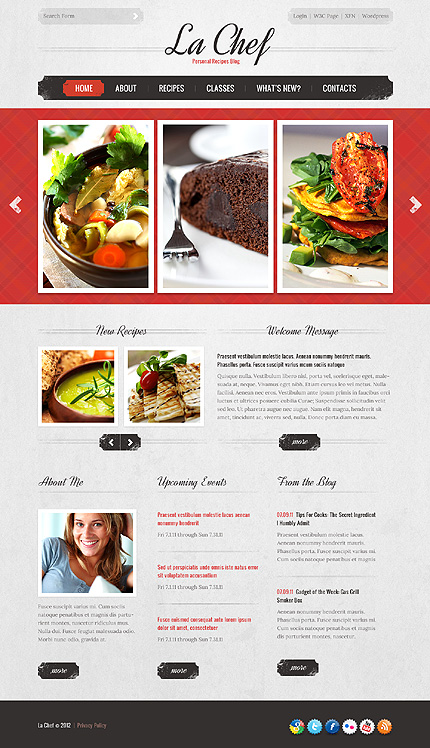 Search Form
Login | W3C Page | XFN Wordpress
La Chef
Personal Recipes Blog
HOME ABOUT RECIPES CLASSES WHAT'S NEW? CONTACTS
New Recipes
Welcome Message
Praesent vestibulum molestie lacus. Aenean nonummy hendrerit mauris.
Phasellus porta. Fusce suscipit varius mcum sociis natoque
Quisque nulla. Vestibulum libero nisl, porta vel, scelerisque eget, male-
suada at, neque. Vivamus eget nibh. Etiam cursus leo vel metus. Nulla
facilisi. Aenean nec eros. Vestibulum ante ipsum primis in faucibus orci
luctus et ultrices posuere cubilia Curae; Suspendisse sollicitudin velit
sed leo. Ut pharetra augue nec augue. Nam elit magna, hendrerit sit
amet, tincidunt ac, viverra sed, nulla. Donec porta diam eu massa.
more
About Me
Fusce suscipit varius mi. Cum sociis
natoque penatibus et magnis dis partu-
rient montes, nascetur ridiculus mus.
Nulla dui. Fusce feugiat malesuada odio.
Morbi nunc odio, gravida at.
more
Upcoming Events
Praesent vestibulum molestie lacus aenean
nonummy hendrerit
Fri 7.1.11 through Sun 7.31.11
Sed ut perspiciatis unde omnis iste natus error
sit voluptatem accusantium
Fri 7.1.11 through Sun 7.31.11
Fusce euismod consequat ante lorem ipsum
dolor sit amet, consectetuer
Fri 7.1.11 through Sun 7.31.11
more
From the Blog
07.09.11 Tips For Cooks: The Secret Ingredient
I Humbly Admit
Praesent vestibulum molestie lacus.
Aenean nonummy hendrerit mauris.
Phasellus porta. Fusce suscipit varius mi.
07.09.11 Gadget of the Week: Gas Grill
Smoker Box
Aenean nonummy hendrerit mauris.
Phasellus porta. Fusce suscipit varius mi.
Cum sociis natoque penatibus et magnis
dis parturient montes, nascetur.
more
La Chef © 2012 | Privacy Policy